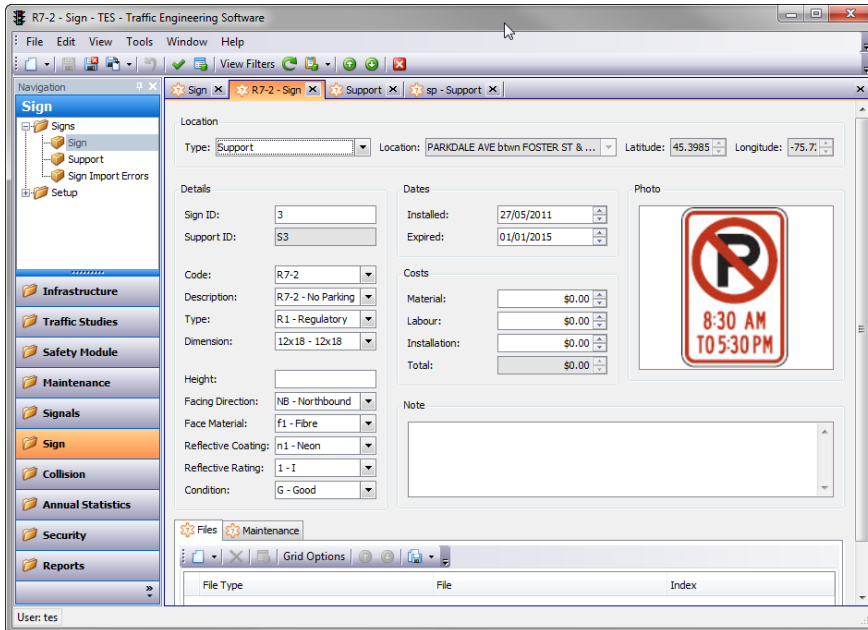 R7-2 - Sign - TES - Traffic Engineering Software
File Edit View Tools Window Help
View Filters
Navigation
Sign
Signs
Sign
Support
Sign Import Errors
Setup
Infrastructure
Traffic Studies
Safety Module
Maintenance
Signals
Sign
Collision
Annual Statistics
Security
Reports
Sign R7-2 - Sign Support sp - Support
Location
Type: Support Location: PARKDALE AVE btwn FOSTER ST & ... Latitude: 45.3985 Longitude: -75.7
Details
Sign ID: 3
Support ID: S3
Code: R7-2
Description: R7-2 - No Parking
Type: R1 - Regulatory
Dimension: 12x18 - 12x18
Height:
Facing Direction: NB - Northbound
Face Material: f1 - Fibre
Reflective Coating: n1 - Neon
Reflective Rating: 1 - I
Condition: G - Good
Dates
Installed: 27/05/2011
Expired: 01/01/2015
Costs
Material: $0.00
Labour: $0.00
Installation: $0.00
Total: $0.00
Photo
P
8:30 AM
TO 5:30 PM
Note
Files Maintenance
Grid Options
File Type File Index
User: tes